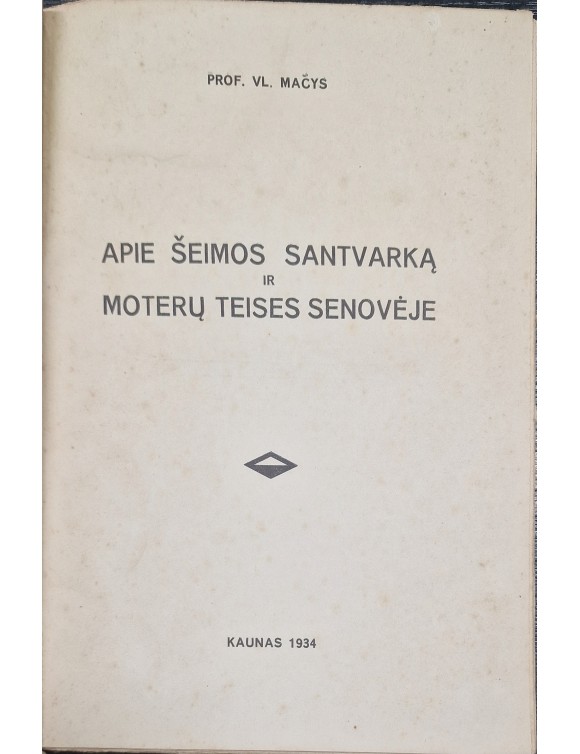 PROF. VL. MAČYS
APIE ŠEIMOS SANTVARKĄ
IR
MOTERŲ TEISES SENOVĖJE
KAUNAS 1934